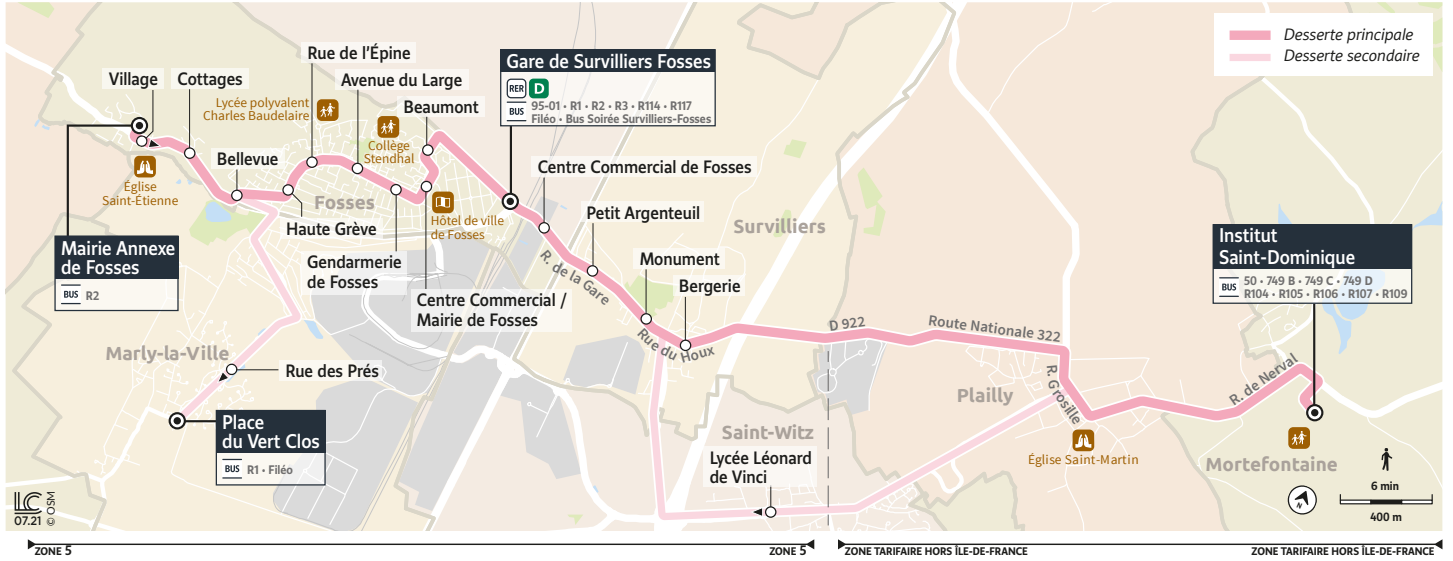 Desserte principale
Desserte secondaire
Village
Cottages
Rue de l'Épine
Avenue du Large
Beaumont
Lycée polyvalent
Charles Baudelaire
Collège
Stendhal
Gare de Survilliers Fosses
RER D
BUS 95-01 • R1 • R2 • R3 • R114 • R117
Filéo • Bus Soirée Survilliers-Fosses
Bellevue
Église
Saint-Étienne
Fosses
Haute Grève
Hôtel de ville
de Fosses
Centre Commercial de Fosses
Petit Argenteuil
Survilliers
Mairie Annexe
de Fosses
BUS R2
Gendarmerie
de Fosses
Centre Commercial /
Mairie de Fosses
R. de la Gare
Monument
Bergerie
Rue du Houx
D 922
Route Nationale 322
Institut
Saint-Dominique
BUS 50 • 749 B • 749 C • 749 D
R104 • R105 • R106 • R107 • R109
Marly-la-Ville
Rue des Prés
Place
du Vert Clos
BUS R1 • Filéo
Saint-Witz
Lycée Léonard
de Vinci
Plailly
R. Grosille
R. de Nerval
Église Saint-Martin
Mortefontaine
6 min
400 m
LC
07.21
© OSM
ZONE 5
ZONE 5
ZONE TARIFAIRE HORS ÎLE-DE-FRANCE
ZONE TARIFAIRE HORS ÎLE-DE-FRANCE